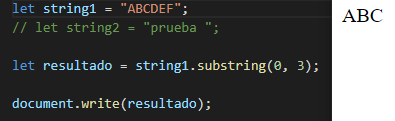 let string1 = "ABCDEF";
// let string2 = "prueba ";
let resultado = string1.substring(0, 3);
document.write(resultado);
ABC